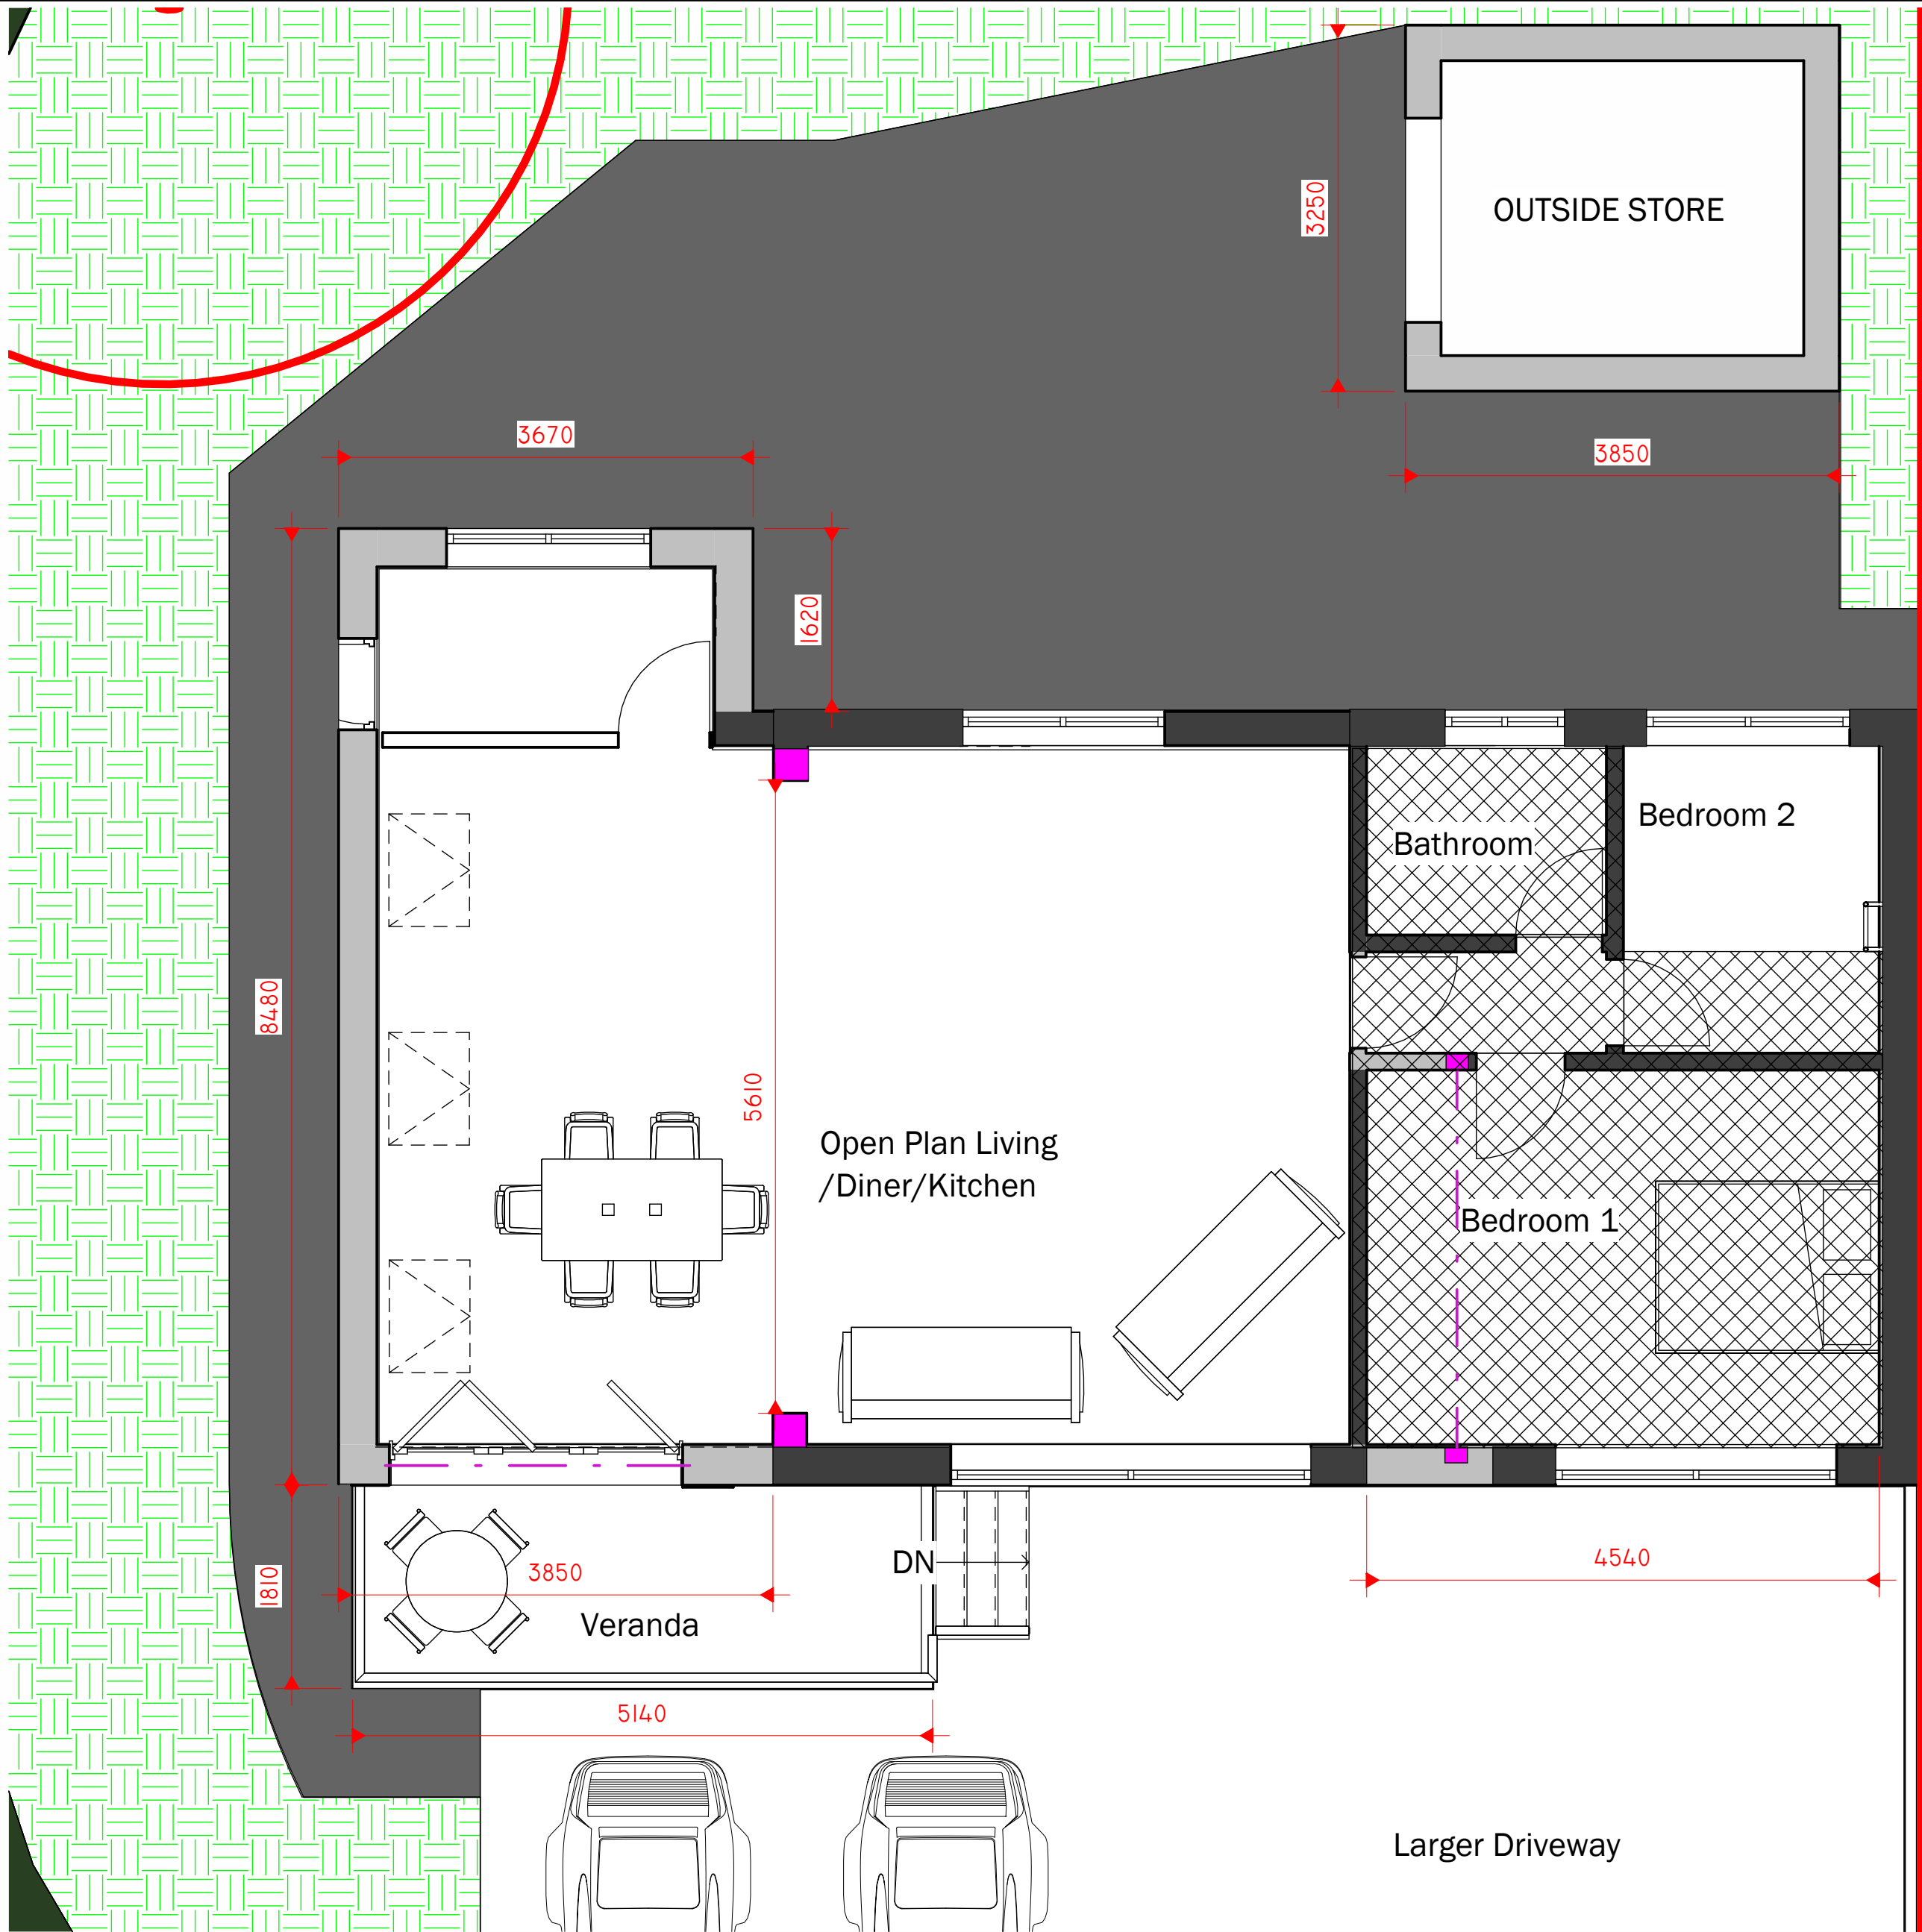 3250
OUTSIDE STORE
3670
3850
1620
Bedroom 2
Bathroom
8480
5610
Open Plan Living
/Diner/Kitchen
Bedroom 1
DN
4540
3850
1810
Veranda
5140
Larger Driveway